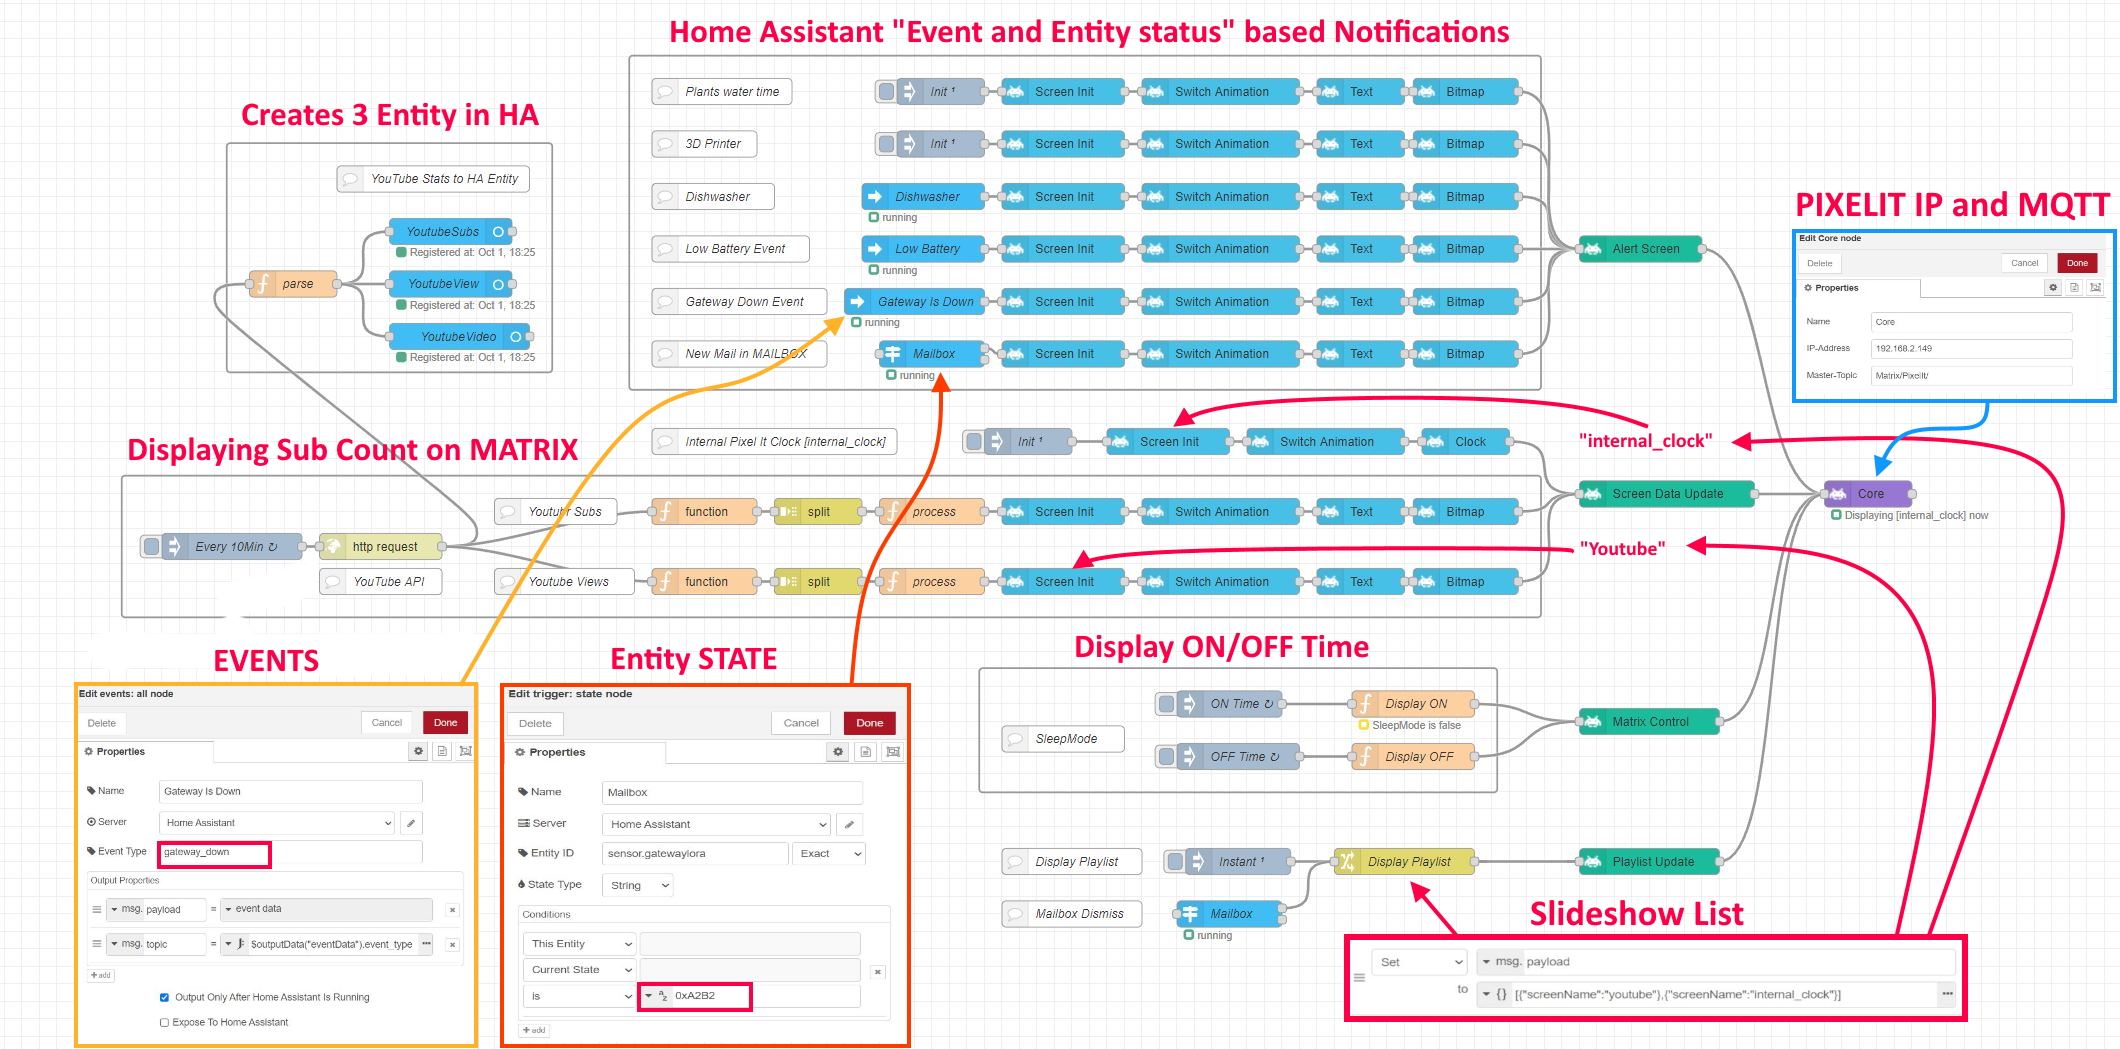 Home Assistant "Event and Entity status" based Notifications
Plants water time
Init ¹
Screen Init
Switch Animation
Text
Bitmap
3D Printer
Init ¹
Screen Init
Switch Animation
Text
Bitmap
Dishwasher
Dishwasher
Screen Init
Switch Animation
Text
Bitmap
running
Low Battery Event
Low Battery
Screen Init
Switch Animation
Text
Bitmap
running
Gateway Down Event
Gateway Is Down
Screen Init
Switch Animation
Text
Bitmap
running
New Mail in MAILBOX
Mailbox
Screen Init
Switch Animation
Text
Bitmap
running
Alert Screen
Creates 3 Entity in HA
YouTube Stats to HA Entity
parse
YoutubeSubs
Registered at: Oct 1, 18:25
YoutubeView
Registered at: Oct 1, 18:25
YoutubeVideo
Registered at: Oct 1, 18:25
PIXELIT IP and MQTT
Edit Core node
Delete
Cancel
Done
Properties
Name
Core
IP-Address
192.168.2.149
Master-Topic
Matrix/PixelIt/
Internal Pixel It Clock [internal_clock]
Init ¹
Screen Init
Switch Animation
Clock
"internal_clock"
Displaying Sub Count on MATRIX
Every 10Min ↻
http request
YouTube API
Youtubr Subs
function
split
process
Screen Init
Switch Animation
Text
Bitmap
Youtube Views
function
split
process
Screen Init
Switch Animation
Text
Bitmap
Screen Data Update
Core
Displaying [internal_clock] now
"Youtube"
EVENTS
Edit events: all node
Delete
Cancel
Done
Properties
Name
Gateway Is Down
Server
Home Assistant
Event Type
gateway_down
Output Properties
msg. payload
=
event data
msg. topic
=
J: $outputData("eventData").event_type
add
Output Only After Home Assistant Is Running
Expose To Home Assistant
Entity STATE
Edit trigger: state node
Delete
Cancel
Done
Properties
Name
Mailbox
Server
Home Assistant
Entity ID
sensor.gatewaylora
Exact
State Type
String
Conditions
This Entity
Current State
is
0xA2B2
add
Display ON/OFF Time
SleepMode
ON Time ↻
Display ON
SleepMode is false
OFF Time ↻
Display OFF
Matrix Control
Display Playlist
Instant ¹
Display Playlist
Playlist Update
Mailbox Dismiss
Mailbox
running
Slideshow List
Set
msg. payload
to
{} [{"screenName":"youtube"},{"screenName":"internal_clock"}]